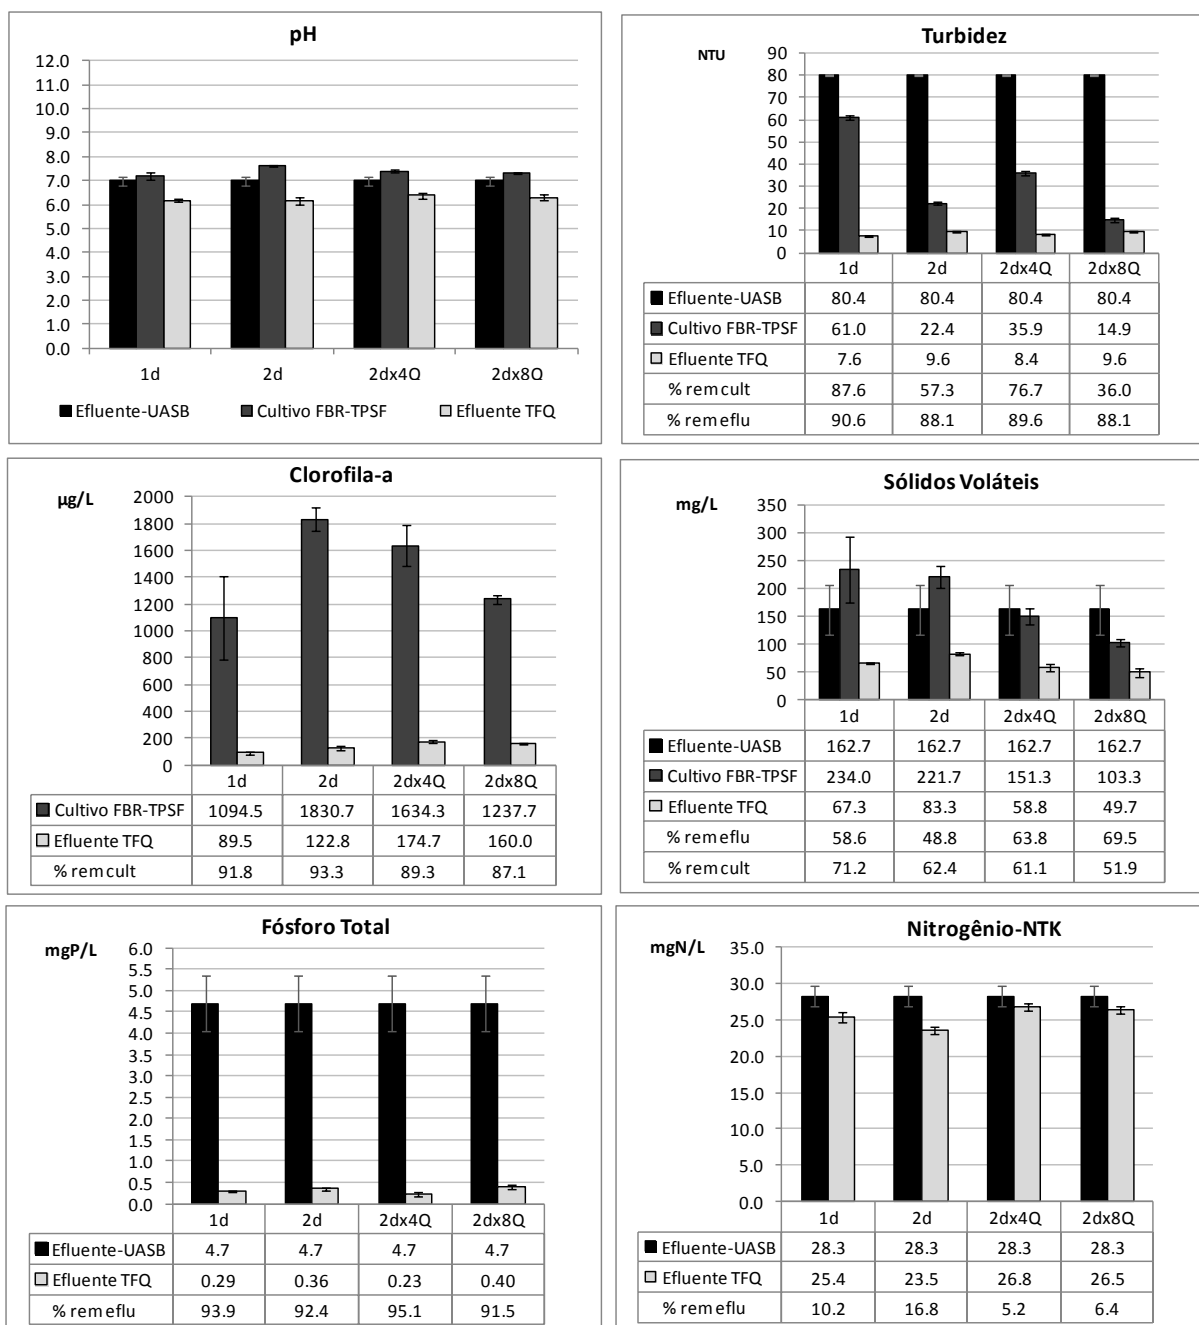 pH
12.0
11.0
10.0
9.0
8.0
7.0
6.0
5.0
4.0
3.0
2.0
1.0
0.0
1d 2d 2dx4Q 2dx8Q
Efluente-UASB Cultivo FBR-TPSF Efluente TFQ
Turbidez
NTU
90
80
70
60
50
40
30
20
10
0
1d 2d 2dx4Q 2dx8Q
Efluente-UASB 80.4 80.4 80.4 80.4
Cultivo FBR-TPSF 61.0 22.4 35.9 14.9
Efluente TFQ 7.6 9.6 8.4 9.6
% rem cult 87.6 57.3 76.7 36.0
% rem eflu 90.6 88.1 89.6 88.1
Clorofila-a
µg/L
2000
1800
1600
1400
1200
1000
800
600
400
200
0
1d 2d 2dx4Q 2dx8Q
Cultivo FBR-TPSF 1094.5 1830.7 1634.3 1237.7
Efluente TFQ 89.5 122.8 174.7 160.0
% rem cult 91.8 93.3 89.3 87.1
Sólidos Voláteis
mg/L
350
300
250
200
150
100
50
0
1d 2d 2dx4Q 2dx8Q
Efluente-UASB 162.7 162.7 162.7 162.7
Cultivo FBR-TPSF 234.0 221.7 151.3 103.3
Efluente TFQ 67.3 83.3 58.8 49.7
% rem eflu 58.6 48.8 63.8 69.5
% rem cult 71.2 62.4 61.1 51.9
Fósforo Total
mgP/L
6.0
5.5
5.0
4.5
4.0
3.5
3.0
2.5
2.0
1.5
1.0
0.5
0.0
1d 2d 2dx4Q 2dx8Q
Efluente-UASB 4.7 4.7 4.7 4.7
Efluente TFQ 0.29 0.36 0.23 0.40
% rem eflu 93.9 92.4 95.1 91.5
Nitrogênio-NTK
mgN/L
35.0
30.0
25.0
20.0
15.0
10.0
5.0
0.0
1d 2d 2dx4Q 2dx8Q
Efluente-UASB 28.3 28.3 28.3 28.3
Efluente TFQ 25.4 23.5 26.8 26.5
% rem eflu 10.2 16.8 5.2 6.4